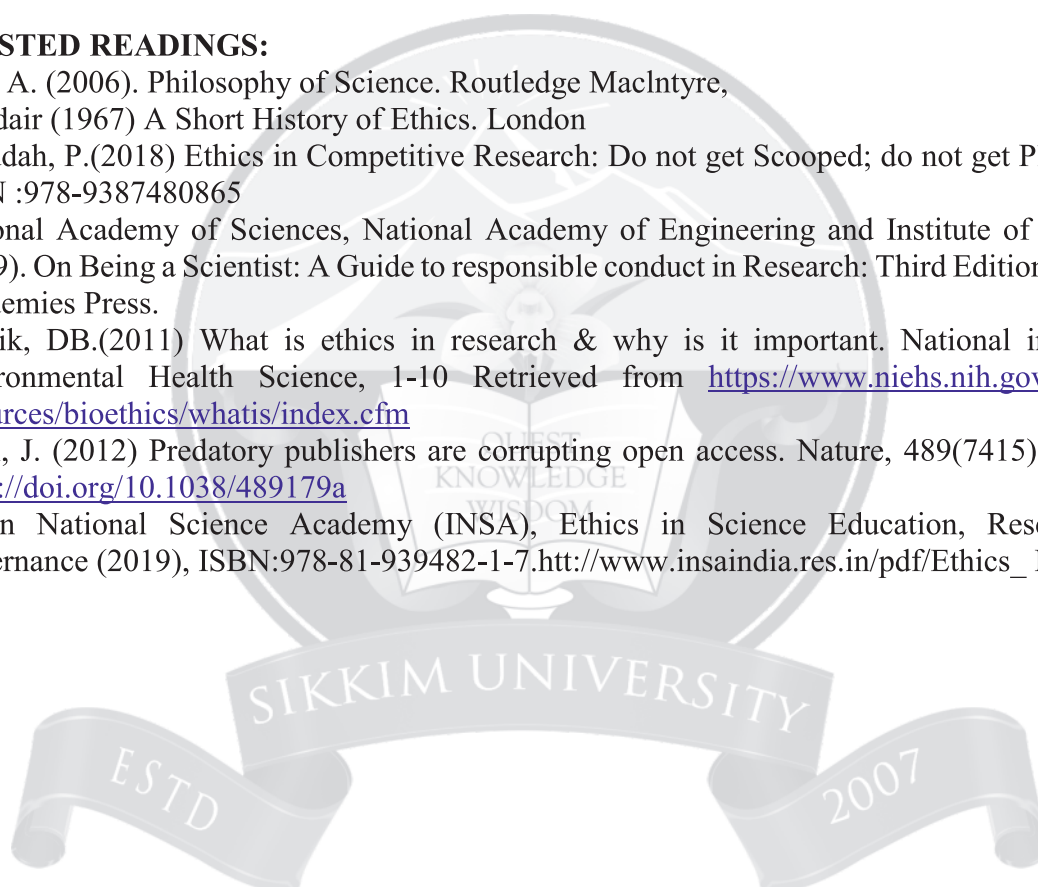 STED READINGS:
A. (2006). Philosophy of Science. Routledge Maclntyre,
dair (1967) A Short History of Ethics. London
dah, P.(2018) Ethics in Competitive Research: Do not get Scooped; do not get P
N :978-9387480865
onal Academy of Sciences, National Academy of Engineering and Institute of
9). On Being a Scientist: A Guide to responsible conduct in Research: Third Edition
emies Press.
ik, DB.(2011) What is ethics in research & why is it important. National in
ronmental Health Science, 1-10 Retrieved from https://www.niehs.nih.gov
urces/bioethics/whatis/index.cfm
, J. (2012) Predatory publishers are corrupting open access. Nature, 489(7415)
://doi.org/10.1038/489179a
n National Science Academy (INSA), Ethics in Science Education, Rese
ernance (2019), ISBN:978-81-939482-1-7.htt://www.insaindia.res.in/pdf/Ethics_
QUEST
KNOWLEDGE
WISDOM
SIKKIM UNIVERSITY
ESTD
2007